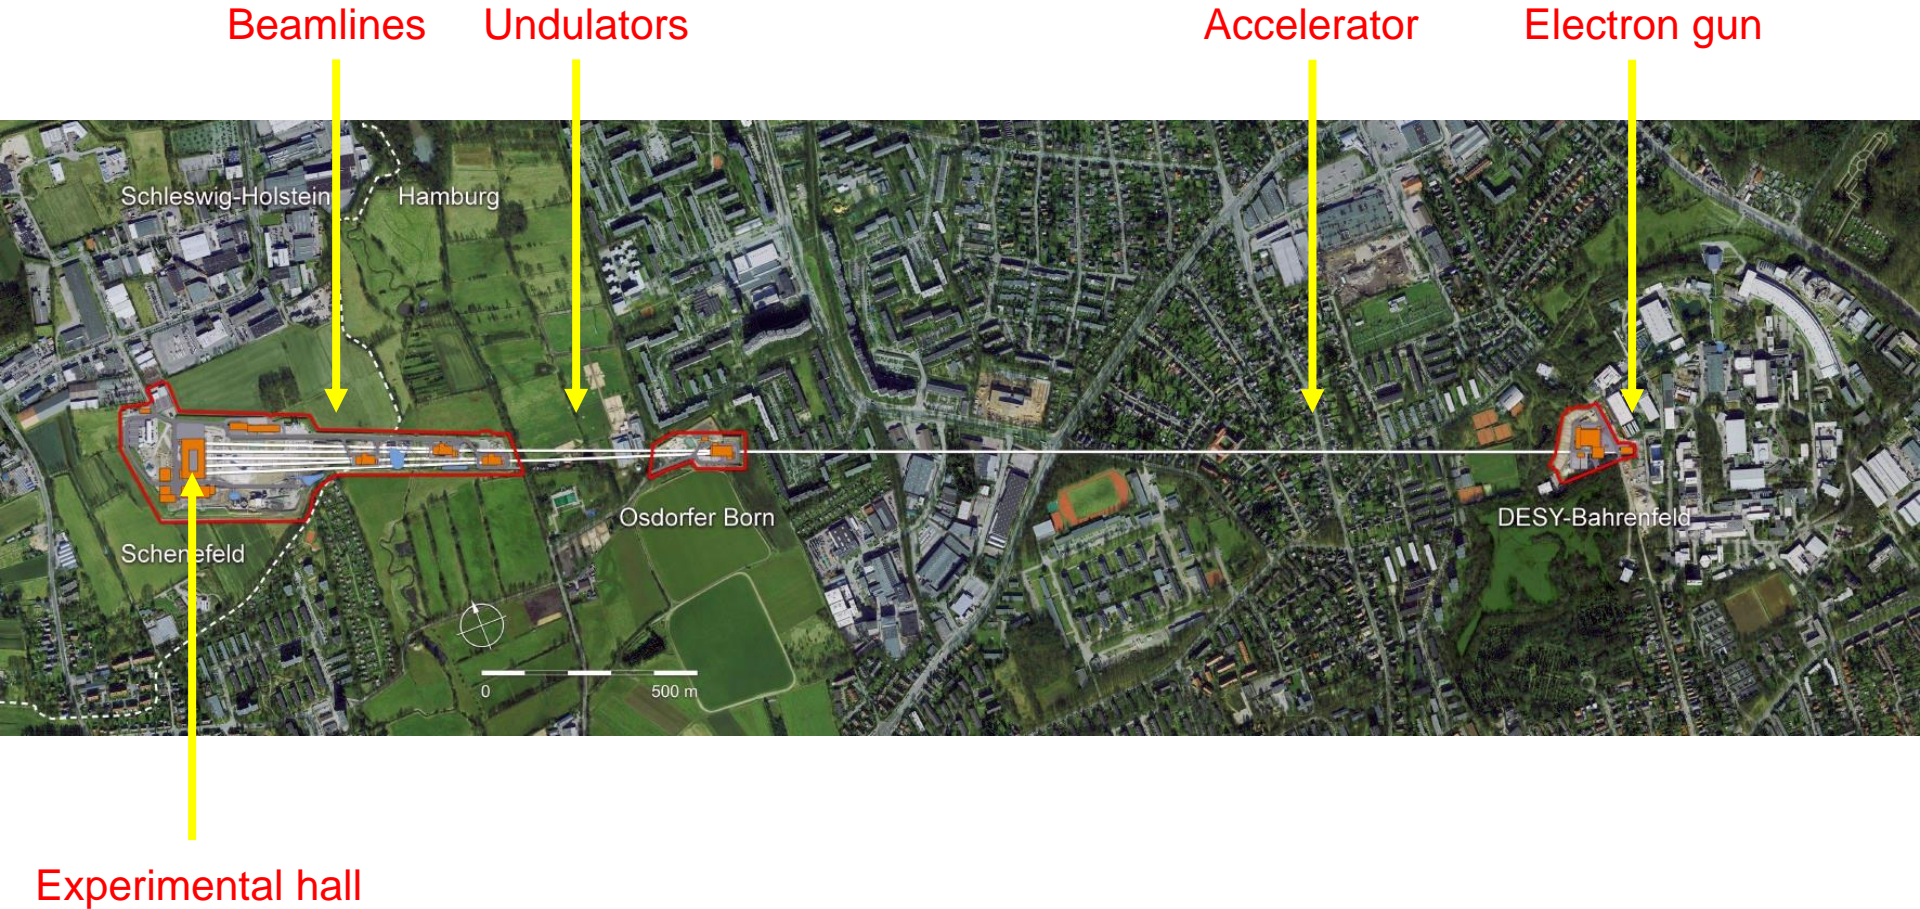 Beamlines
Undulators
Accelerator
Electron gun
Schleswig-Holstein
Hamburg
Osdorfer Born
DESY-Bahrenfeld
Schenefeld
0
500 m
Experimental hall